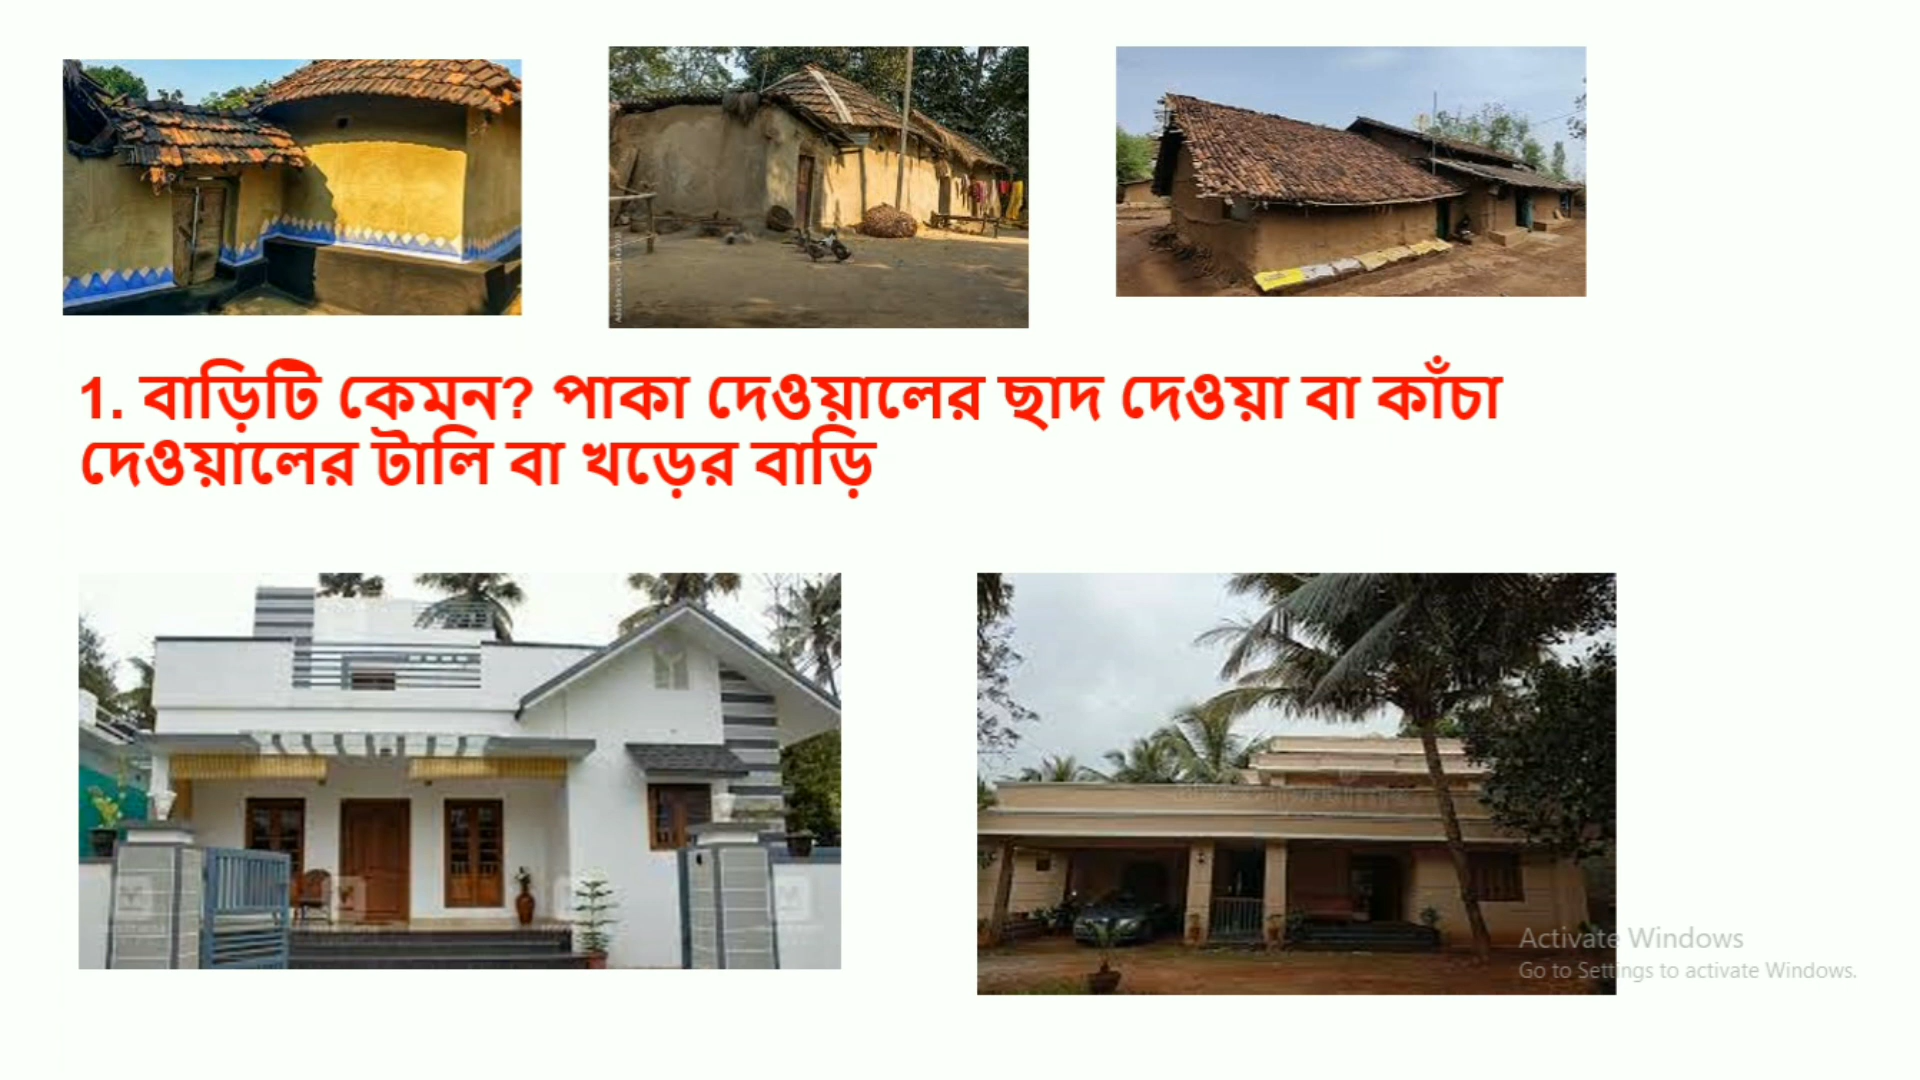 1. বাড়িটি কেমন? পাকা দেওয়ালের ছাদ দেওয়া বা কাঁচা
দেওয়ালের টালি বা খড়ের বাড়ি
Activate Windows
Go to Settings to activate Windows.